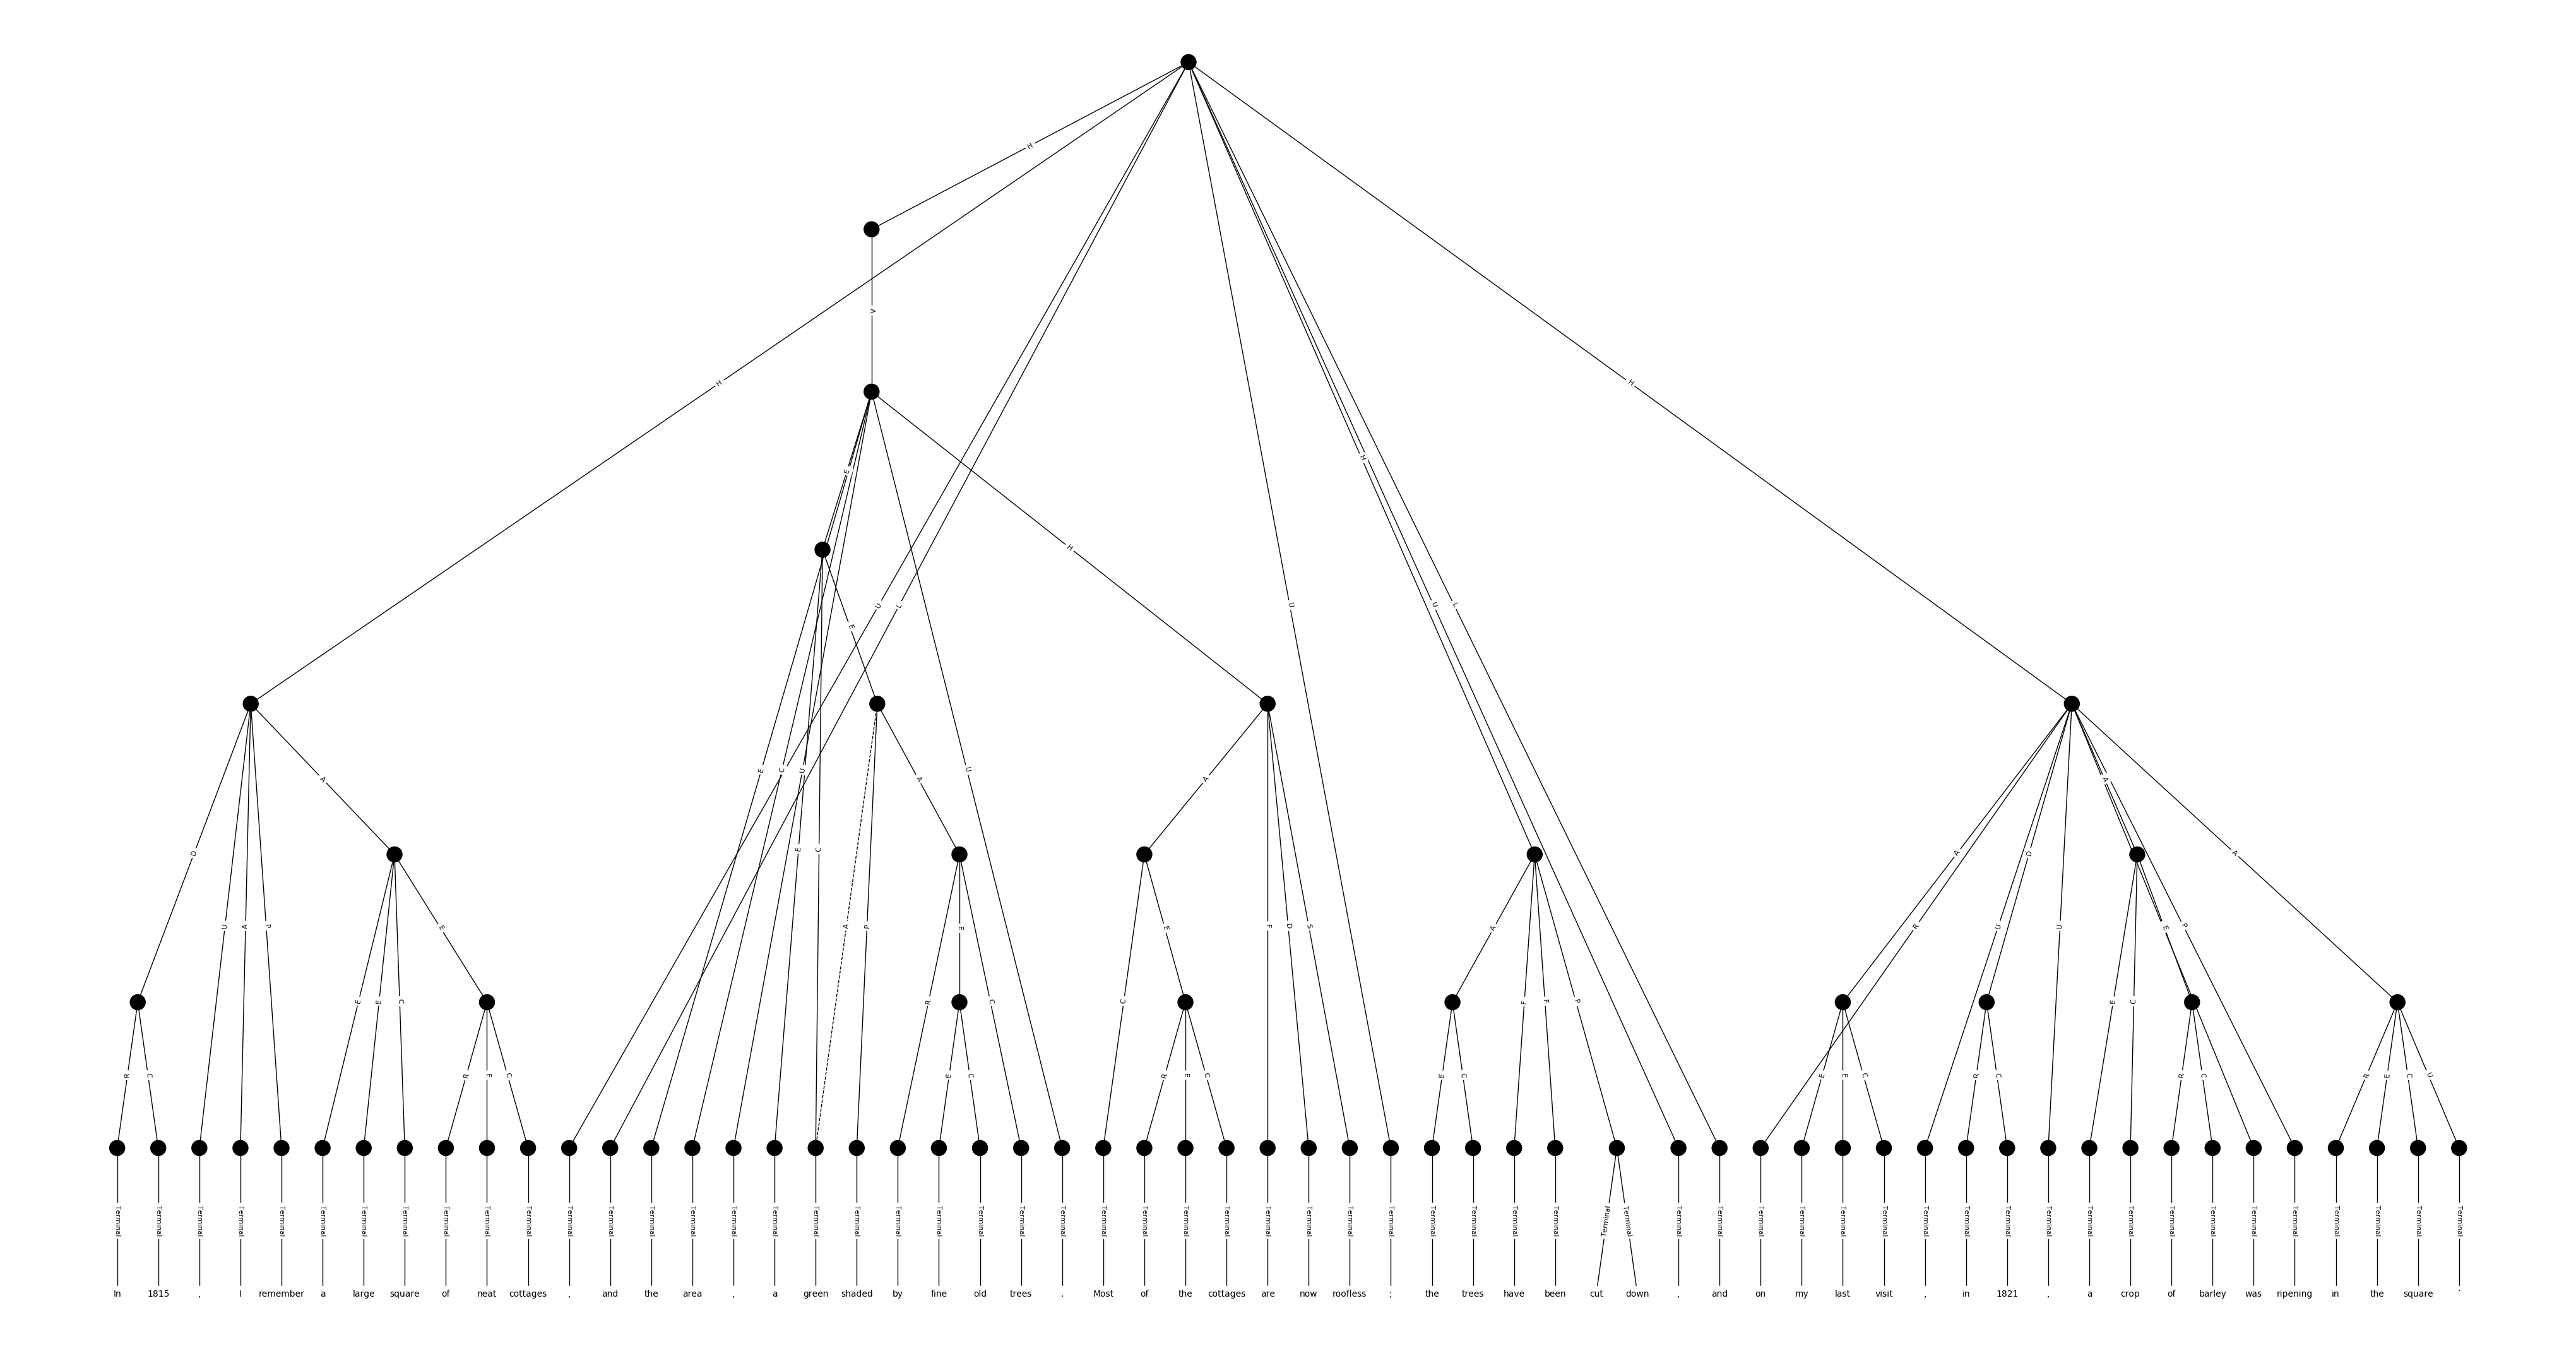 H
A
H
H
E
H
H
U
L
U
U
L
E
D
U
A
P
A
E
C
U
E
C
U
A
P
A
A
F
D
S
A
R
U
D
U
A
P
A
E
E
C
E
R
E
C
C
E
A
F
F
P
E
C
E
R
C
R
C
R
E
C
E
C
R
E
C
E
C
E
E
C
R
C
R
C
R
E
C
U
Terminal Terminal Terminal Terminal Terminal Terminal Terminal Terminal Terminal Terminal Terminal Terminal Terminal Terminal Terminal Terminal Terminal Terminal Terminal Terminal Terminal Terminal Terminal Terminal Terminal Terminal Terminal Terminal Terminal Terminal Terminal Terminal Terminal Terminal Terminal Terminal Terminal Terminal Terminal Terminal Terminal Terminal Terminal Terminal Terminal Terminal Terminal Terminal Terminal Terminal Terminal Terminal Terminal Terminal Terminal Terminal Terminal Terminal
In 1815 , I remember a large square of neat cottages , and the area , a green shaded by fine old trees . Most of the cottages are now roofless ; the trees have been cut down , and on my last visit , in 1821 , a crop of barley was ripening in the square .